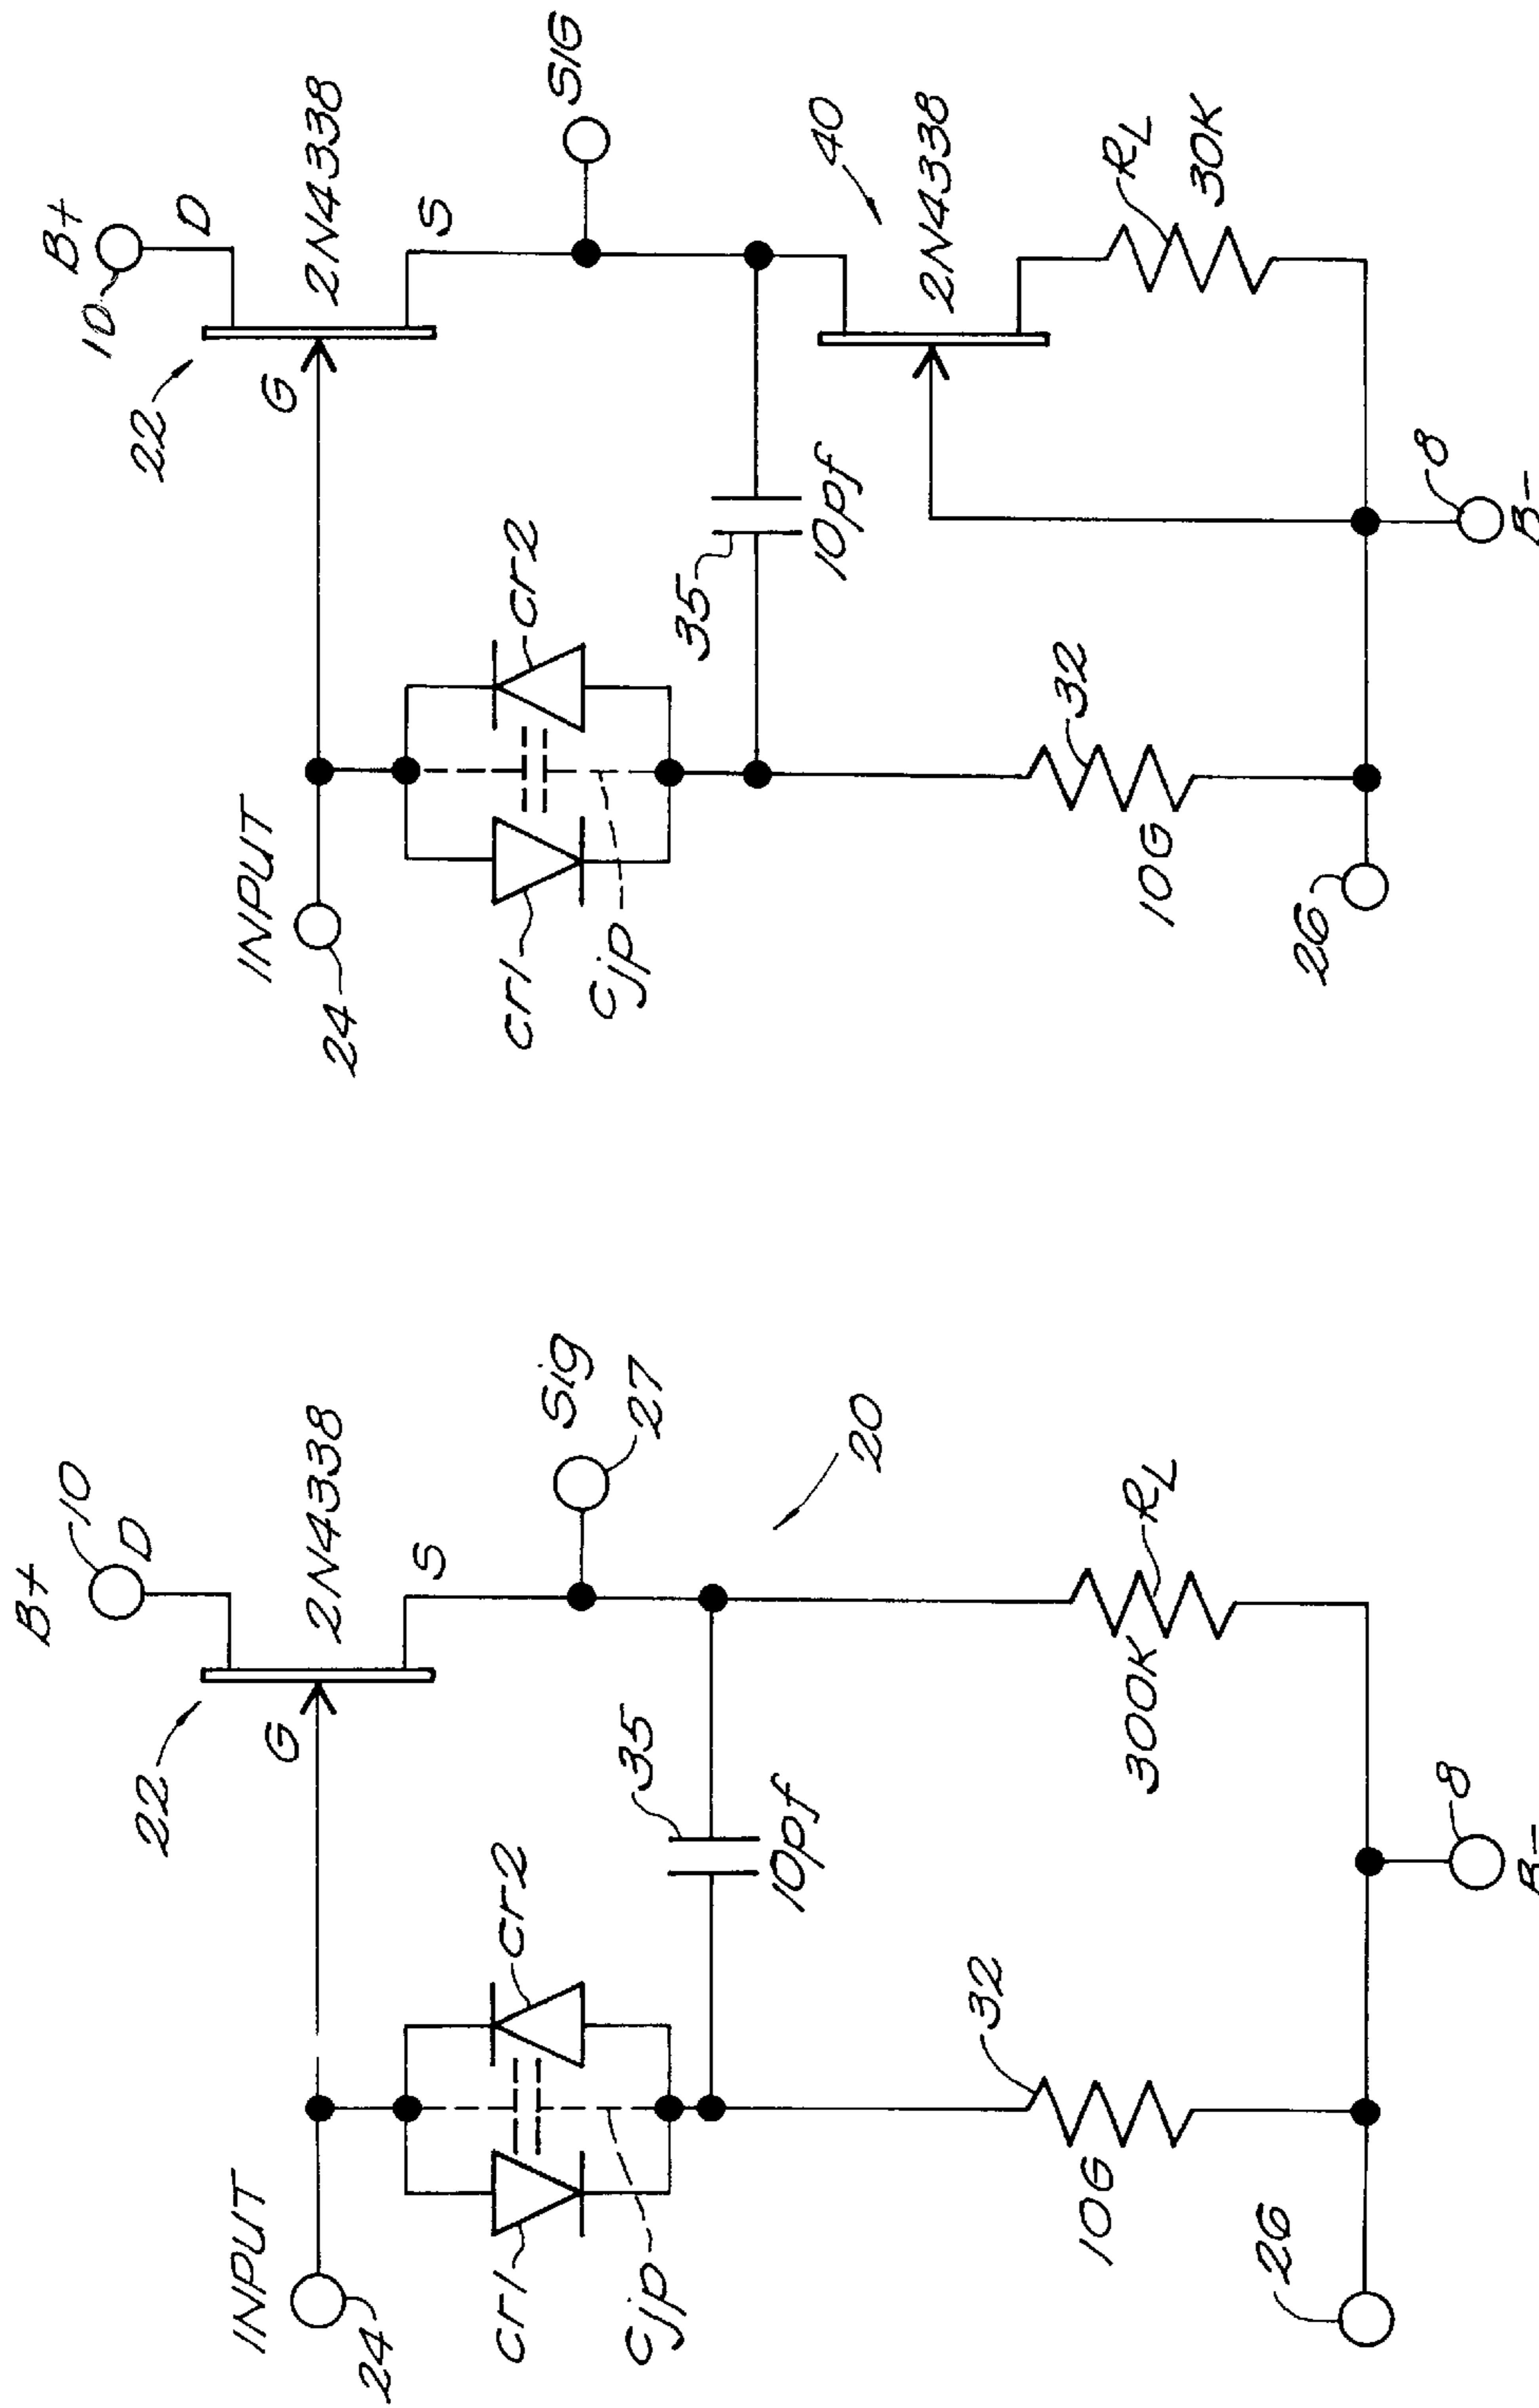 B+
10
D
22
G
2N4338
S
INPUT
24
Sig
27
cr1
cr2
Cjp
35
10pf
20
32
10G
300K
RL
26
8
B-
B+
10
D
22
G
2N4338
S
INPUT
24
SIG
cr1
cr2
Cjp
35
10pf
40
2N4338
32
10G
RL
30K
26
8
B-